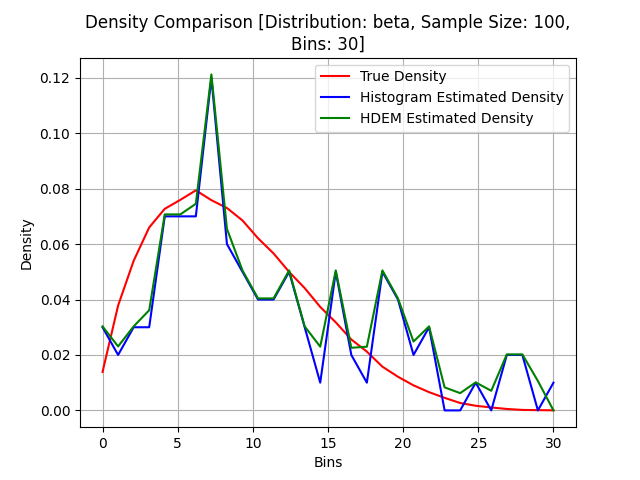 Density Comparison [Distribution: beta, Sample Size: 100,
Bins: 30]
True Density
Histogram Estimated Density
HDEM Estimated Density
Density
0.12
0.10
0.08
0.06
0.04
0.02
0.00
0 5 10 15 20 25 30
Bins